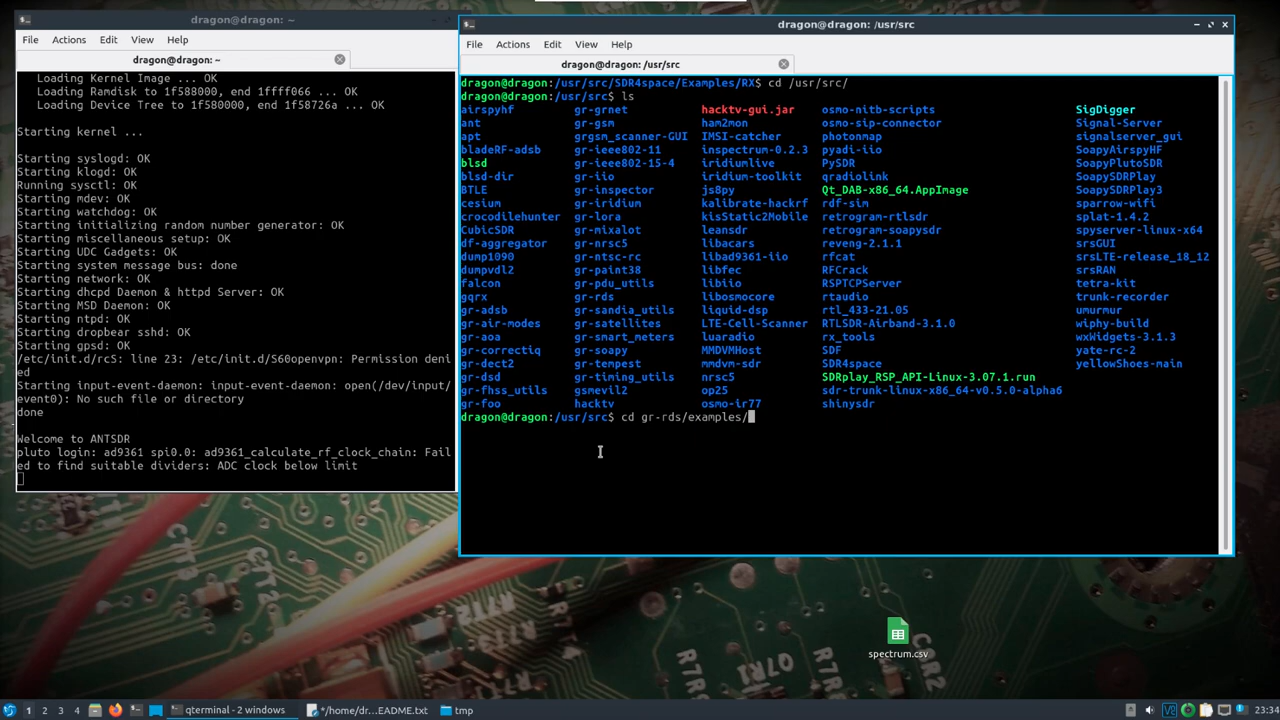 dragon@dragon: ~
File Actions Edit View Help
dragon@dragon: ~
Loading Kernel Image ... OK
Loading Ramdisk to 1f588000, end 1ffff066 ... OK
Loading Device Tree to 1f580000, end 1f58726a ... OK
Starting kernel ...
Starting syslogd: OK
Starting klogd: OK
Running sysctl: OK
Starting mdev: OK
Starting watchdog: OK
Starting initializing random number generator: OK
Starting miscellaneous setup: OK
Starting UDC Gadgets: OK
Starting system message bus: done
Starting network: OK
Starting dhcpd Daemon & httpd Server: OK
Starting MSD Daemon: OK
Starting ntpd: OK
Starting dropbear sshd: OK
Starting gpsd: OK
/etc/init.d/rcS: line 23: /etc/init.d/S60openvpn: Permission deni
ed
Starting input-event-daemon: input-event-daemon: open(/dev/input/
event0): No such file or directory
done
Welcome to ANTSDR
pluto login: ad9361 spi0.0: ad9361_calculate_rf_clock_chain: Fail
ed to find suitable dividers: ADC clock below limit
dragon@dragon: /usr/src
File Actions Edit View Help
dragon@dragon: /usr/src
dragon@dragon:/usr/src/SDR4space/Examples/RX$ cd /usr/src/
dragon@dragon:/usr/src$ ls
airspyhf gr-grnet hacktv-gui.jar osmo-nitb-scripts SigDigger
ant gr-gsm ham2mon osmo-sip-connector Signal-Server
apt grgsm_scanner-GUI IMSI-catcher photonmap signalserver_gui
bladeRF-adsb gr-ieee802-11 inspectrum-0.2.3 pyadi-iio SoapyAirspyHF
blsd gr-ieee802-15-4 iridiumlive PySDR SoapyPlutoSDR
blsd-dir gr-iio iridium-toolkit qradiolink SoapySDRPlay
BTLE gr-inspector js8py Qt_DAB-x86_64.AppImage SoapySDRPlay3
cesium gr-iridium kalibrate-hackrf rdf-sim sparrow-wifi
crocodilehunter gr-lora kisStatic2Mobile retrogram-rtlsdr splat-1.4.2
CubicSDR gr-mixalot leansdr retrogram-soapysdr spyserver-linux-x64
df-aggregator gr-nrsc5 libacars reveng-2.1.1 srsGUI
dump1090 gr-ntsc-rc libad9361-iio rfcat srsLTE-release_18_12
dumpvdl2 gr-paint38 libfec RFCrack srsRAN
falcon gr-pdu_utils libiio RSPTCPServer tetra-kit
gqrx gr-rds libosmocore rtaudio trunk-recorder
gr-adsb gr-sandia_utils liquid-dsp rtl_433-21.05 umurmur
gr-air-modes gr-satellites LTE-Cell-Scanner RTLSDR-Airband-3.1.0 wiphy-build
gr-aoa gr-smart_meters luaradio rx_tools wxWidgets-3.1.3
gr-correctiq gr-soapy MMDVMHost SDF yate-rc-2
gr-dect2 gr-tempest mmdvm-sdr SDR4space yellowShoes-main
gr-dsd gr-timing_utils nrsc5 SDRplay_RSP_API-Linux-3.07.1.run
gr-fhss_utils gsmevil2 op25 sdr-trunk-linux-x86_64-v0.5.0-alpha6
gr-foo hacktv osmo-ir77 shinysdr
dragon@dragon:/usr/src$ cd gr-rds/examples/
spectrum.csv
1 2 3 4 qterminal - 2 windows */home/dr...EADME.txt tmp 23:34